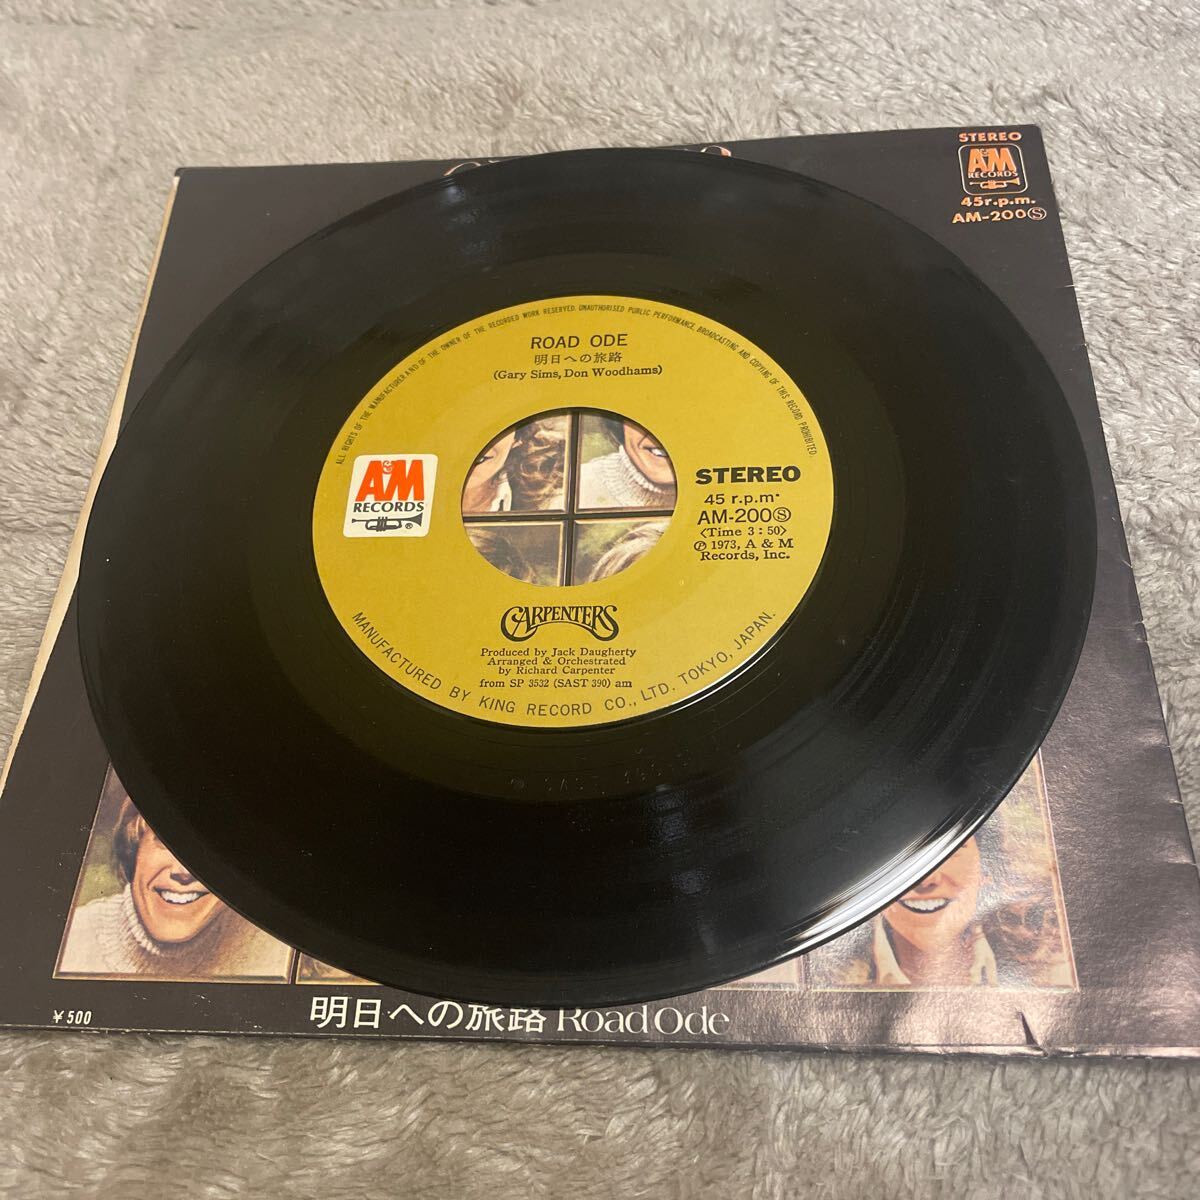 STEREO
A&M
RECORDS
45r.p.m.
AM-200Ⓢ
ALL RIGHTS OF THE MANUFACTURER AND OF THE OWNER OF THE RECORDED WORK RESERVED. UNAUTHORISED PUBLIC PERFORMANCE, BROADCASTING AND COPYING OF THIS RECORD PROHIBITED.
ROAD ODE
明日への旅路
(Gary Sims, Don Woodhams)
A&M
RECORDS
®
STEREO
45 r.p.m.
AM-200Ⓢ
〈Time 3:50〉
Ⓟ 1973, A & M
Records, Inc.
CARPENTERS
Produced by Jack Daugherty
Arranged & Orchestrated
by Richard Carpenter
from SP 3532 (SAST 390) am
MANUFACTURED BY KING RECORD CO., LTD. TOKYO, JAPAN.
¥500
明日への旅路 Road Ode